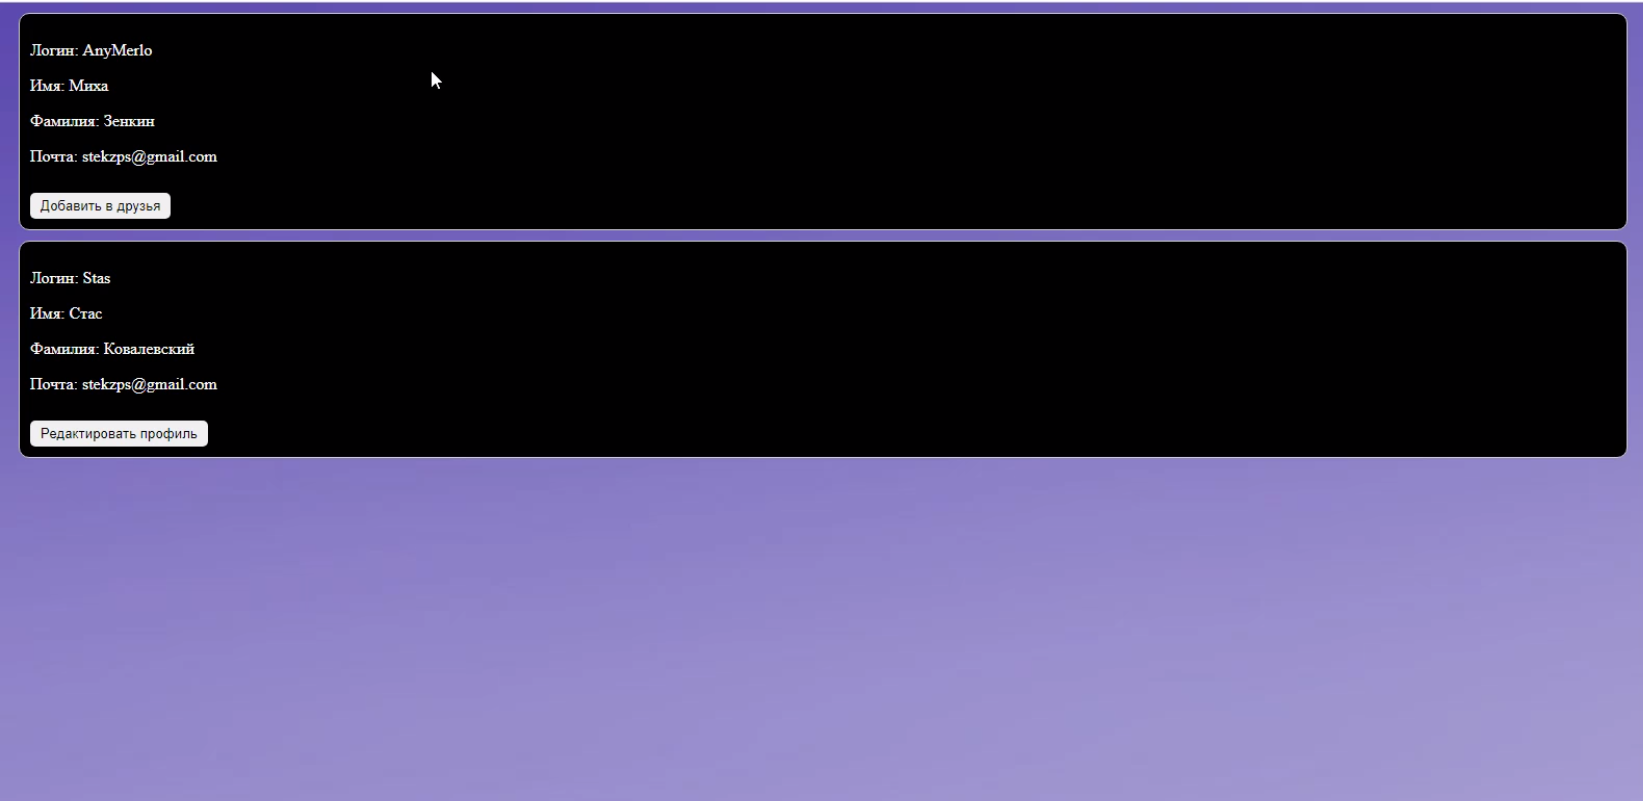 Логин: AnyMerlo
Имя: Миха
Фамилия: Зенкин
Почта: stekzps@gmail.com
Добавить в друзья
Логин: Stas
Имя: Стас
Фамилия: Ковалевский
Почта: stekzps@gmail.com
Редактировать профиль